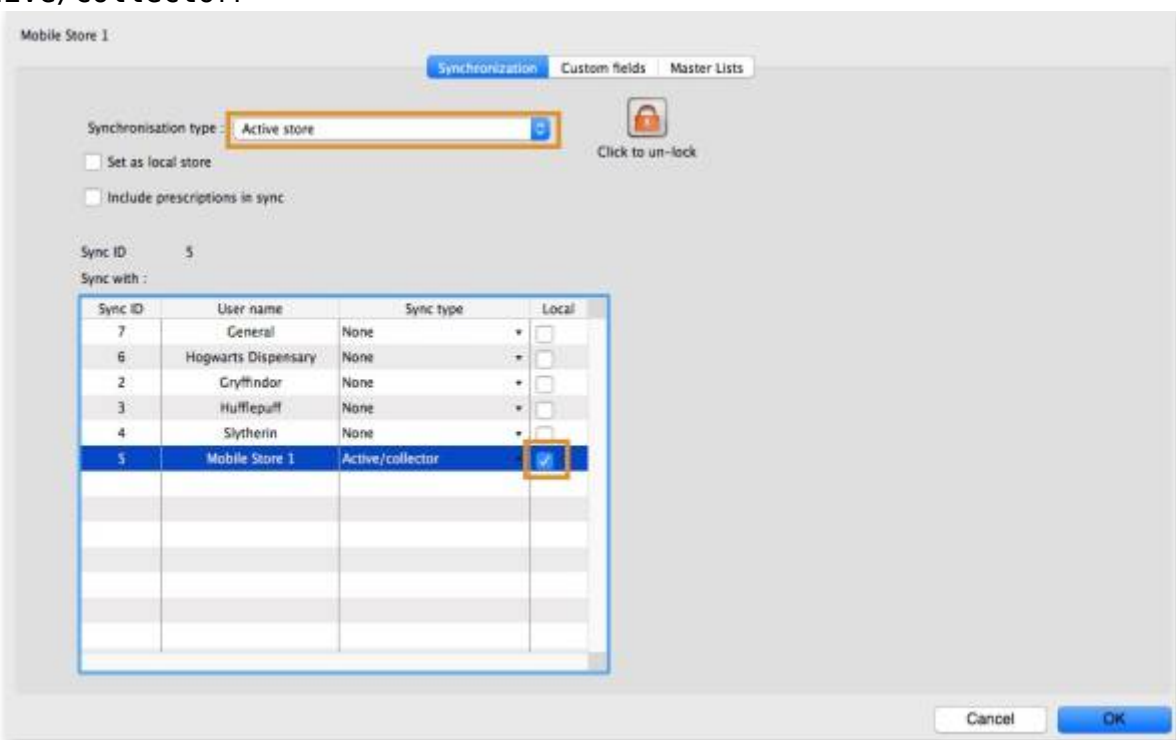 Mobile Store 1
Synchronization Custom fields Master Lists
Synchronisation type : Active store
Click to un-lock
Set as local store
Include prescriptions in sync
Sync ID 5
Sync with :
Sync ID User name Sync type Local
7 General None
6 Hogwarts Dispensary None
2 Gryffindor None
3 Hufflepuff None
4 Slytherin None
5 Mobile Store 1 Active/collector
Cancel OK